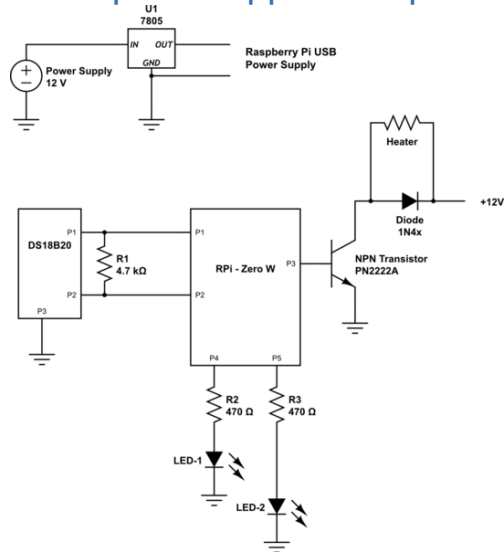 U1
7805
IN OUT
GND
Power Supply
12 V
Raspberry Pi USB
Power Supply
Heater
+12V
Diode
1N4x
DS18B20
P1
P2
P3
R1
4.7 kΩ
P1
P2
RPi - Zero W
P3
P4
P5
NPN Transistor
PN2222A
R2
470 Ω
R3
470 Ω
LED-1
LED-2